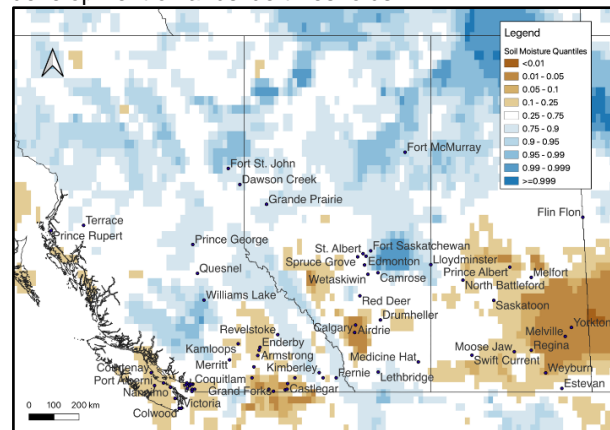 Legend
Soil Moisture Quantiles
<0.01
0.01 - 0.05
0.05 - 0.1
0.1 - 0.25
0.25 - 0.75
0.75 - 0.9
0.9 - 0.95
0.95 - 0.99
0.99 - 0.999
>=0.999
Fort McMurray
Fort St. John
Dawson Creek
Grande Prairie
Flin Flon
Terrace
Prince Rupert
Prince George
St. Albert
Fort Saskatchewan
Spruce Grove
Edmonton
Lloydminster
Quesnel
Wetaskiwin
Camrose
Prince Albert
Melfort
North Battleford
Williams Lake
Red Deer
Saskatoon
Drumheller
Revelstoke
Calgary
Airdrie
Yorkton
Melville
Kamloops
Enderby
Armstrong
Regina
Moose Jaw
Merritt
Medicine Hat
Swift Current
Courtenay
Coquitlam
Kimberley
Fernie
Lethbridge
Weyburn
Port Alberni
Nanaimo
Grand Forks
Castlegar
Estevan
Victoria
Colwood
0
100
200 km